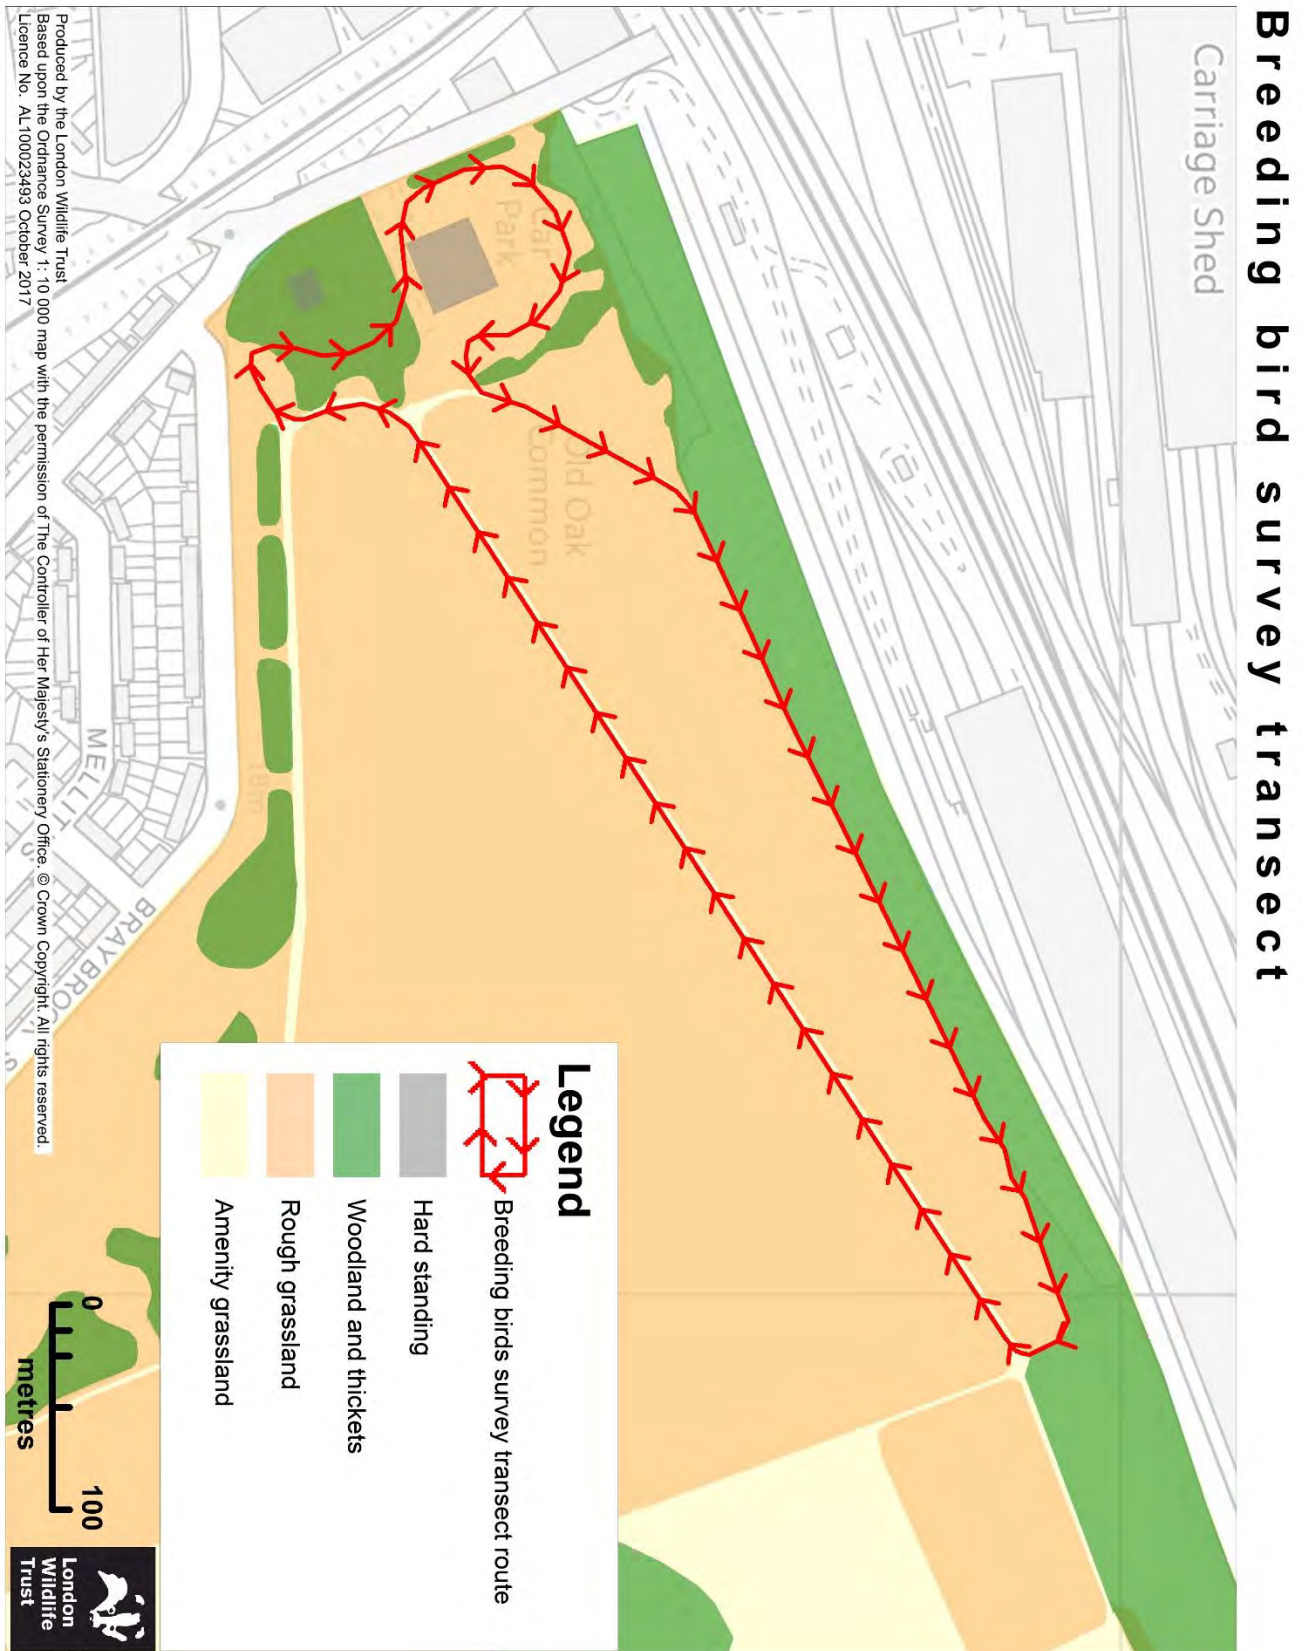 Breeding bird survey transect
Carriage Shed
Car
Park
Old Oak
Common
18m
MELLIT
BRAYBRO
Legend
Breeding birds survey transect route
Hard standing
Woodland and thickets
Rough grassland
Amenity grassland
0
100
metres
London
Wildlife
Trust
Produced by the London Wildlife Trust
Based upon the Ordnance Survey 1: 10 000 map with the permission of The Controller of Her Majesty's Stationery Office. © Crown Copyright. All rights reserved.
Licence No. AL100023493 October 2017